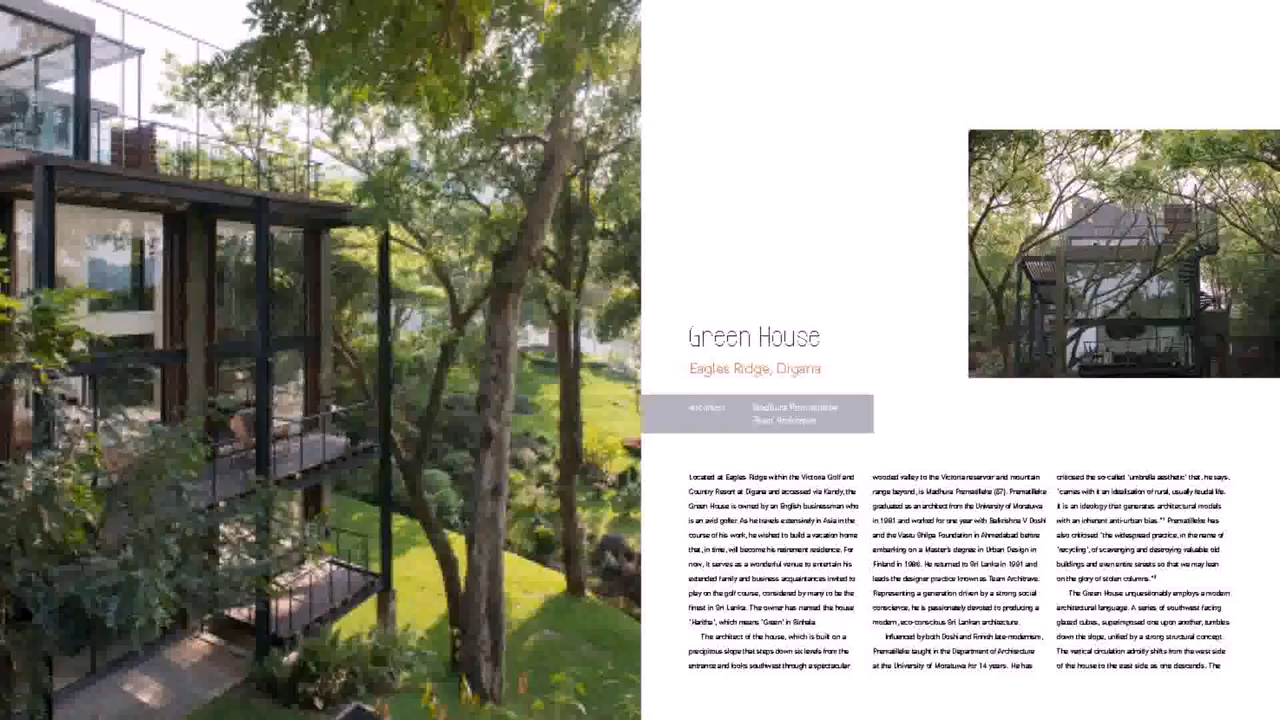 Green House
Eagles Ridge, Digana
ARCHITECT
Madhura Prematilleke
Team Architrave
Located at Eagles Ridge within the Victoria Golf and
Country Resort at Digana and accessed via Kandy, the
Green House is owned by an English businessman who
is an avid golfer. As he travels extensively in Asia in the
course of his work, he wished to build a vacation home
that, in time, will become his retirement residence. For
now, it serves as a wonderful venue to entertain his
extended family and business acquaintances invited to
play on the golf course, considered by many to be the
finest in Sri Lanka. The owner has named the house
'Haritha', which means 'Green' in Sinhala.
The architect of the house, which is built on a
precipitous slope that steps down six levels from the
entrance and looks southwest through a spectacular
wooded valley to the Victoria reservoir and mountain
range beyond, is Madhura Prematilleke (57). Prematilleke
graduated as an architect from the University of Moratuwa
in 1981 and worked for one year with Balkrishna V Doshi
and the Vastu Shilpa Foundation in Ahmedabad before
embarking on a Master's degree in Urban Design in
Finland in 1986. He returned to Sri Lanka in 1991 and
leads the designer practice known as Team Architrave.
Representing a generation driven by a strong social
conscience, he is passionately devoted to producing a
modern, eco-conscious Sri Lankan architecture.
Influenced by both Doshi and Finnish late-modernism,
Prematilleke taught in the Department of Architecture
at the University of Moratuwa for 14 years. He has
criticised the so-called 'umbrella aesthetic' that, he says,
'carries with it an idealisation of rural, usually feudal life.
It is an ideology that generates architectural models
with an inherent anti-urban bias.' Prematilleke has
also criticised 'the widespread practice, in the name of
'recycling', of scavenging and destroying valuable old
buildings and even entire streets so that we may lean
on the glory of stolen columns.'
The Green House unquestionably employs a modern
architectural language. A series of southwest facing
glazed cubes, superimposed one upon another, tumbles
down the slope, unified by a strong structural concept.
The vertical circulation adroitly shifts from the west side
of the house to the east side as one descends. The